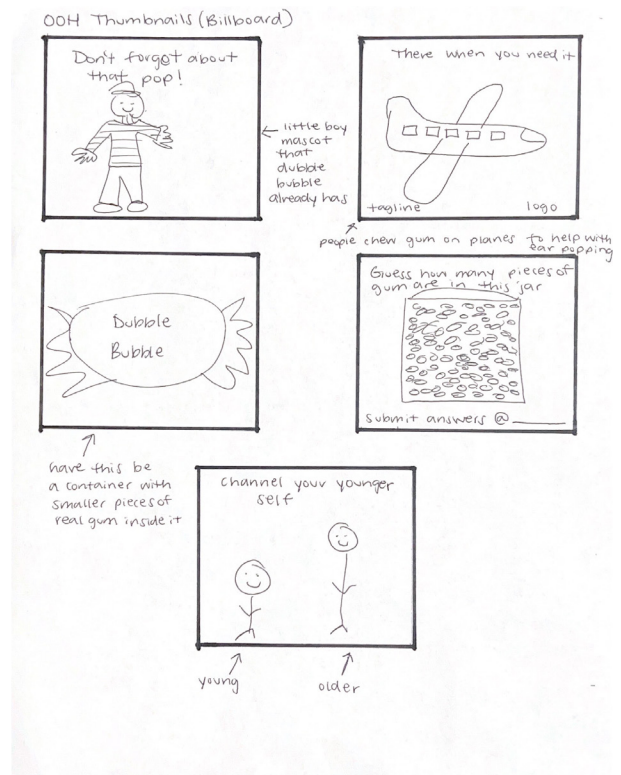 OOH Thumbnails (Billboard)
Don't forget about
that pop!
← little boy
mascot
that
dubble
bubble
already has
There when you need it
tagline
logo
people chew gum on planes to help with
ear popping
Dubble
Bubble
have this be
a container with
smaller pieces of
real gum inside it
Guess how many pieces of
gum are in this jar
submit answers @______
Channel your younger
self
young
older